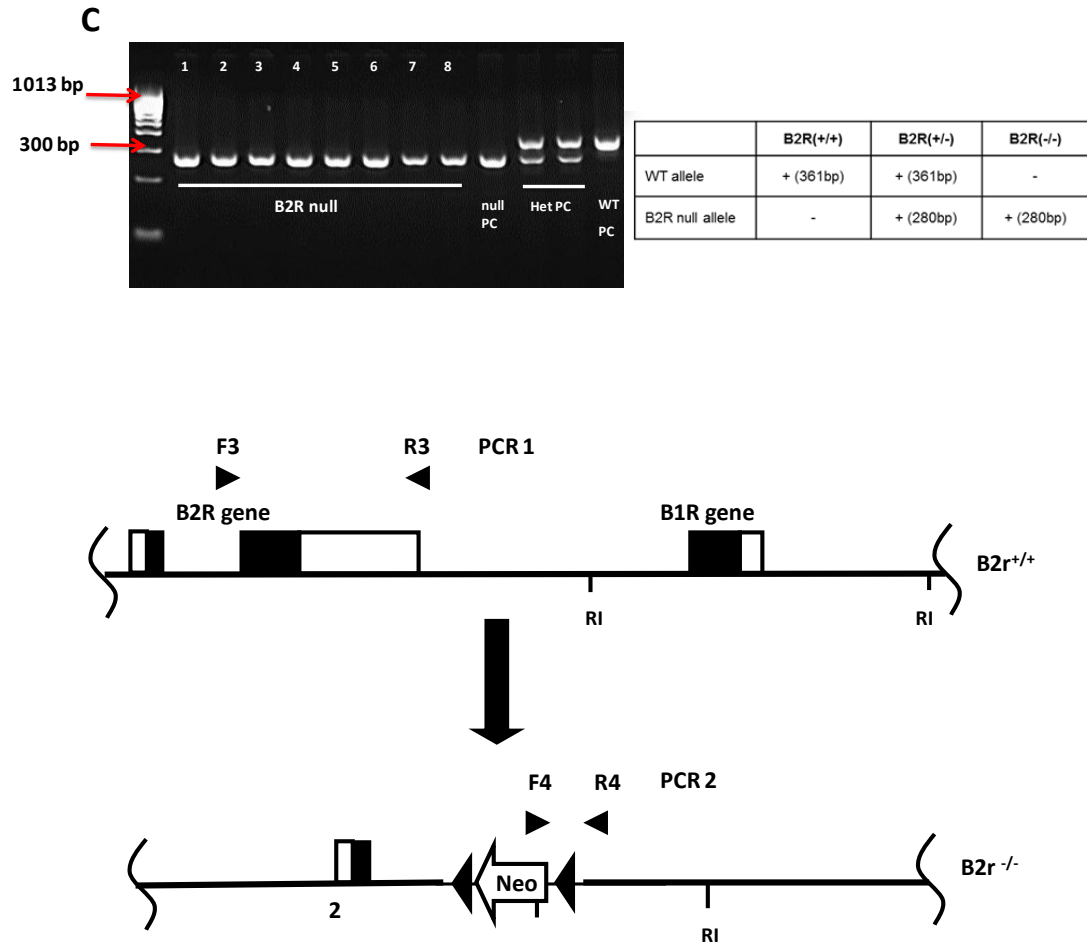 C
1 2 3 4 5 6 7 8
1013 bp
300 bp
B2R null
null PC
Het PC
WT PC
B2R(+/+) B2R(+/-) B2R(-/-)
WT allele + (361bp) + (361bp) -
B2R null allele - + (280bp) + (280bp)
F3 R3 PCR 1
B2R gene B1R gene
B2r+/+
RI RI
F4 R4 PCR 2
Neo
B2r -/-
2
RI